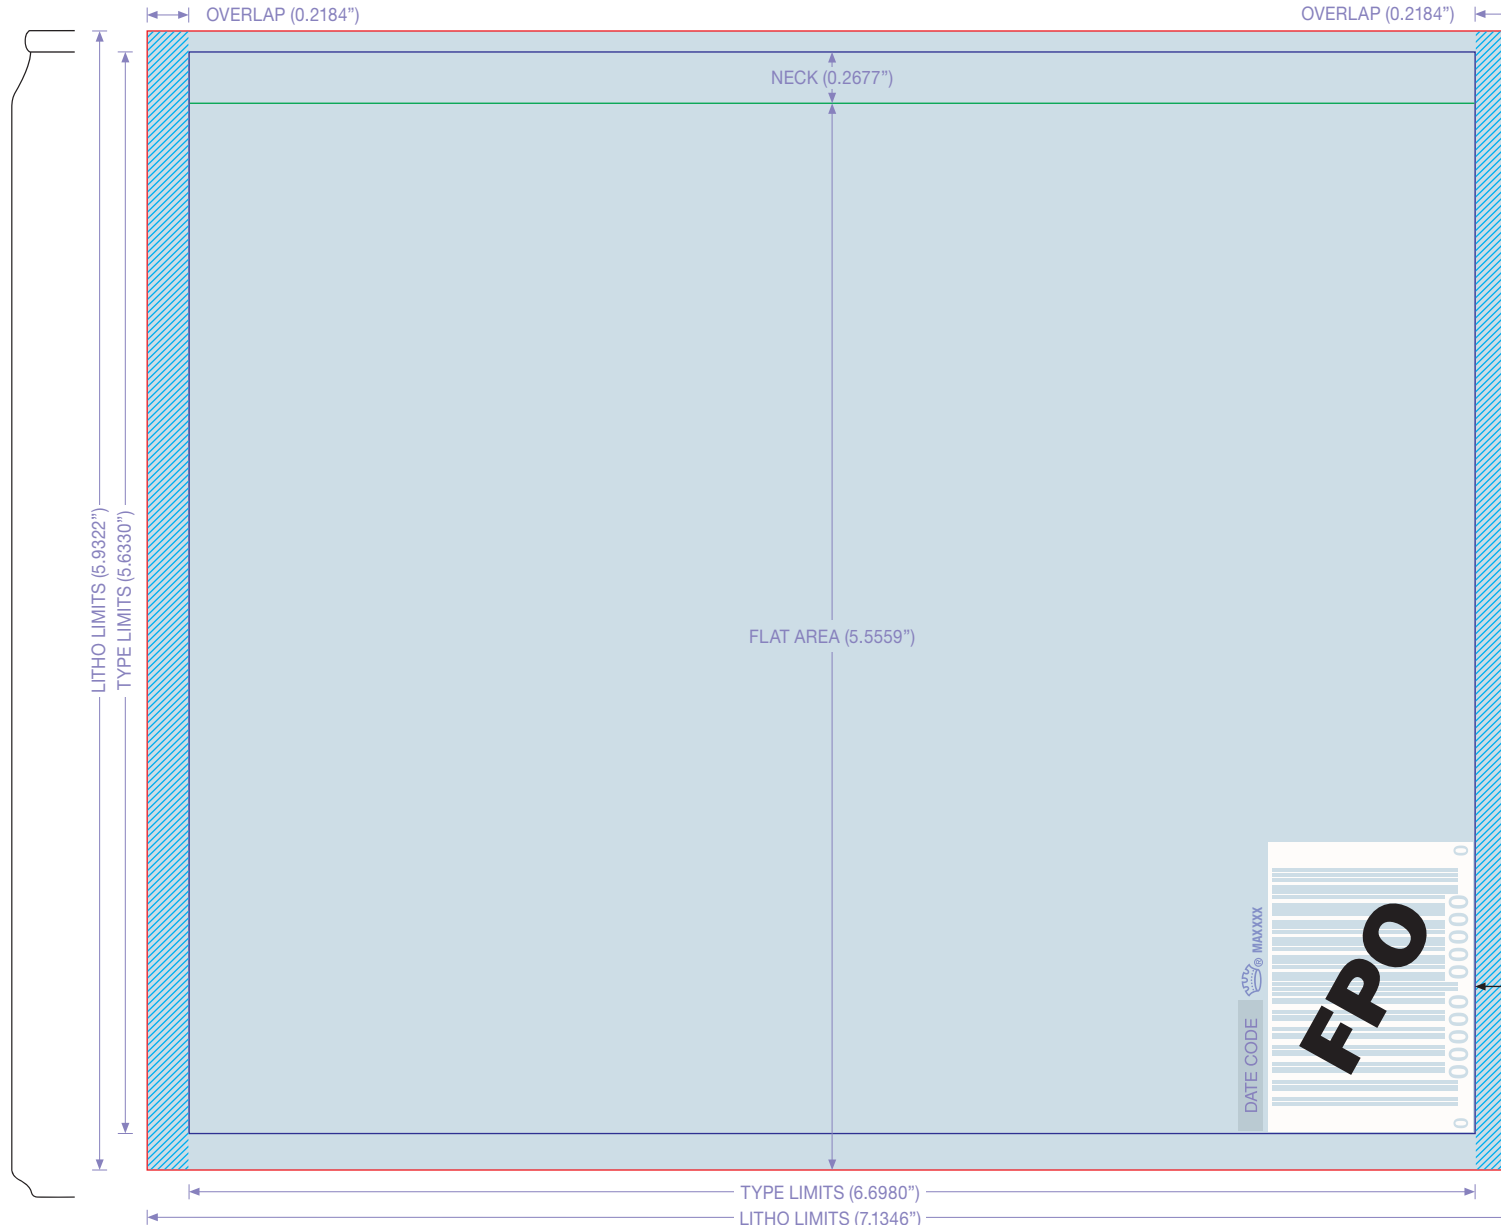 OVERLAP (0.2184”)
OVERLAP (0.2184”)
NECK (0.2677”)
LITHO LIMITS (5.9322”)
TYPE LIMITS (5.6330”)
FLAT AREA (5.5559”)
® MAXXXX
DATE CODE
FPO
0 00000 00000 0
TYPE LIMITS (6.6980”)
LITHO LIMITS (7.1346”)